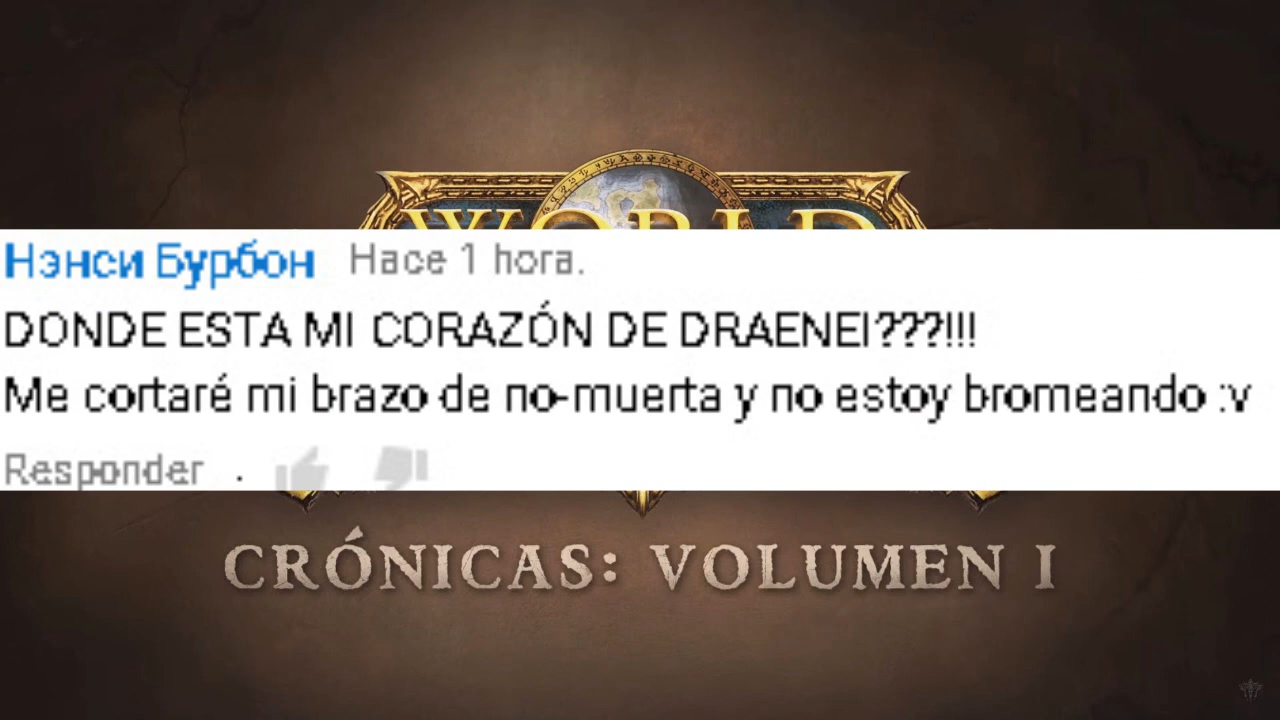 WORLD
Нэнси Бурбон Hace 1 hora.
DONDE ESTA MI CORAZÓN DE DRAENEI???!!!
Me cortaré mi brazo de no-muerta y no estoy bromeando :v
Responder .
CRÓNICAS: VOLUMEN I